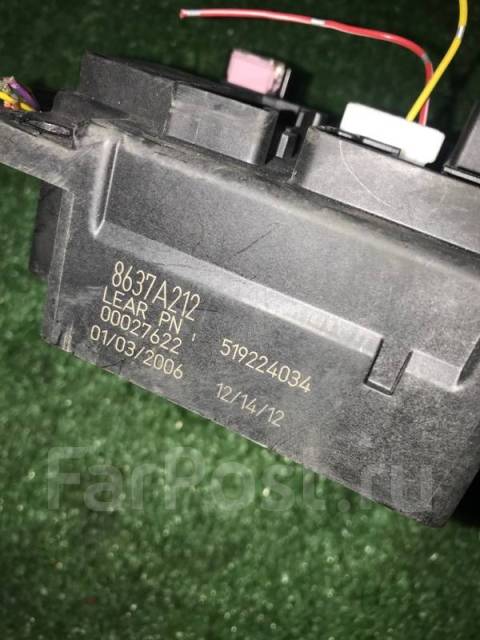 8637A212
LEAR PN ' 519224034
00027622
01/03/2006 12/14/12
FarPost.ru